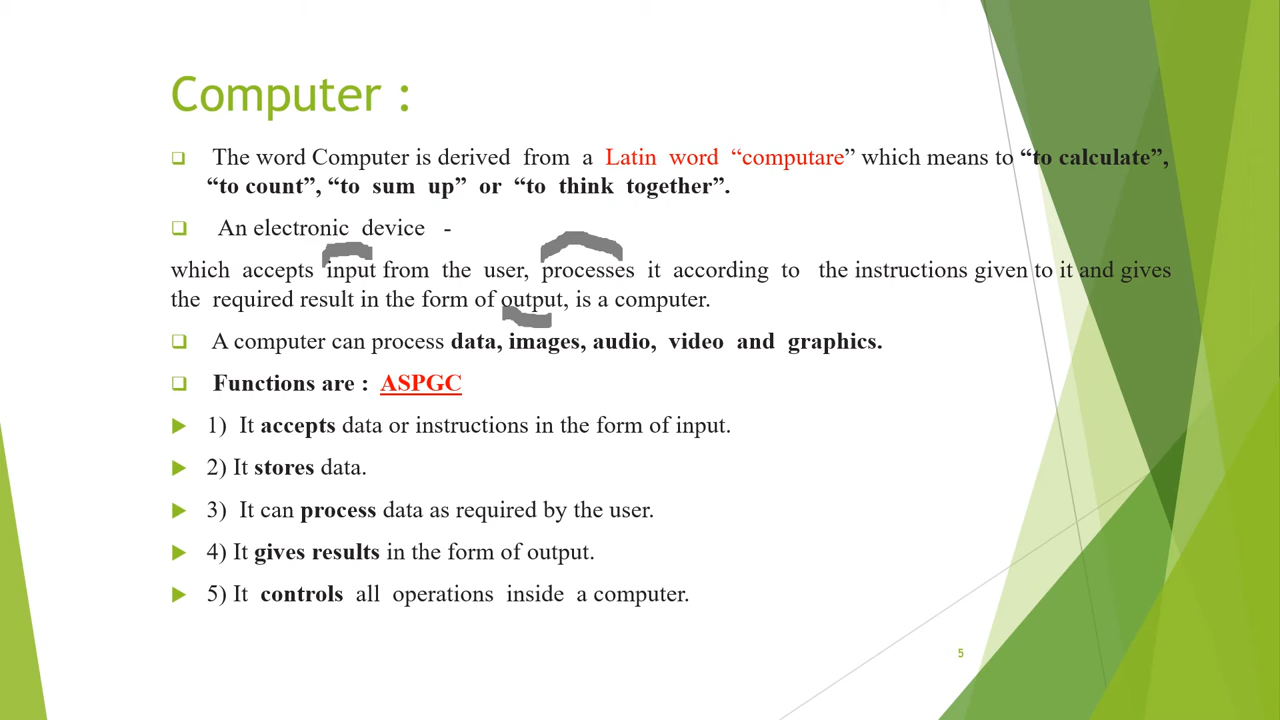 Computer :
The word Computer is derived from a Latin word “computare” which means to “to calculate”,
“to count”, “to sum up” or “to think together”.
An electronic device -
which accepts input from the user, processes it according to the instructions given to it and gives
the required result in the form of output, is a computer.
A computer can process data, images, audio, video and graphics.
Functions are : ASPGC
1) It accepts data or instructions in the form of input.
2) It stores data.
3) It can process data as required by the user.
4) It gives results in the form of output.
5) It controls all operations inside a computer.
5